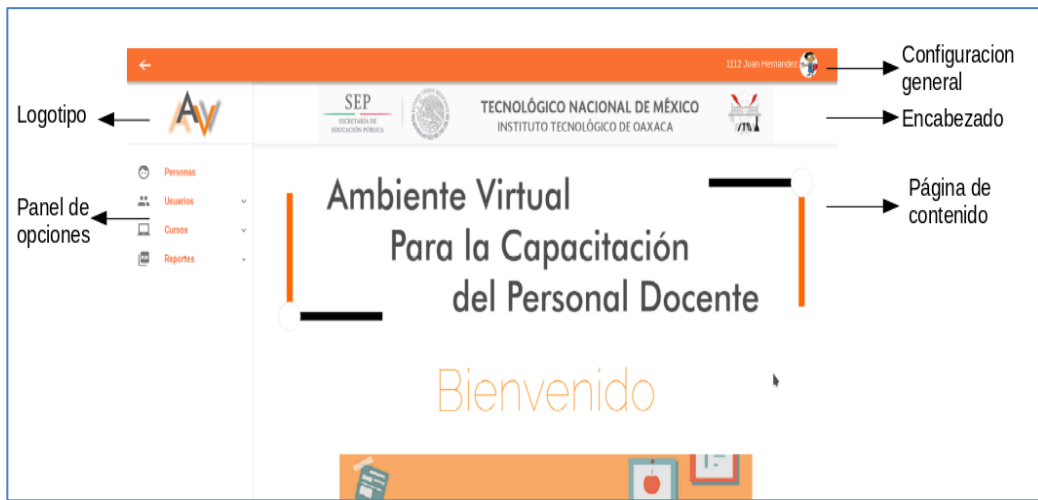 Configuracion
general
1112 Juan Hernandez
Logotipo
AV
SEP
SECRETARÍA DE
EDUCACIÓN PÚBLICA
TECNOLÓGICO NACIONAL DE MÉXICO
INSTITUTO TECNOLÓGICO DE OAXACA
Encabezado
Panel de
opciones
Personas
Usuarios
Cursos
Reportes
Página de
contenido
Ambiente Virtual
Para la Capacitación
del Personal Docente
Bienvenido